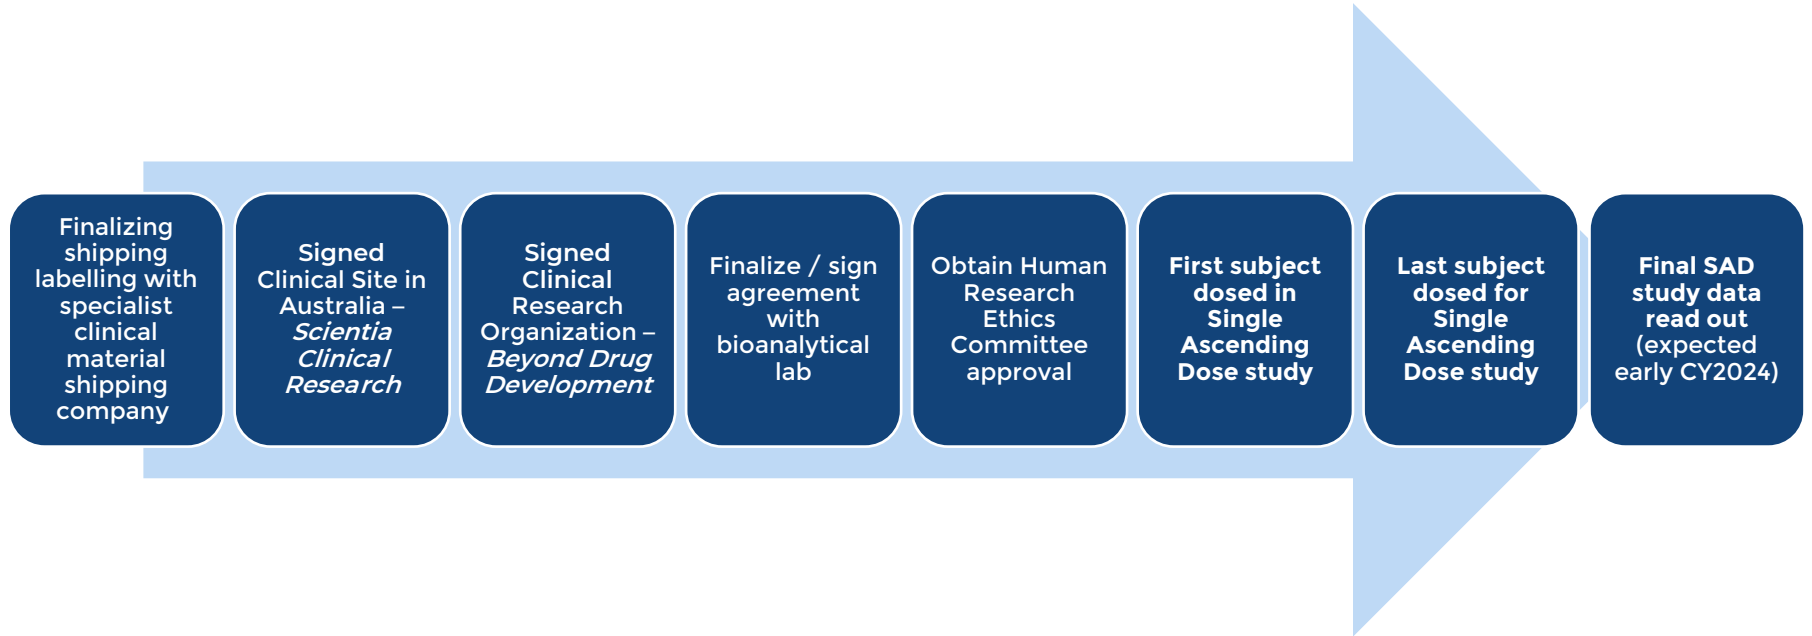 Finalizing
shipping
labelling with
specialist
clinical
material
shipping
company
Signed
Clinical Site in
Australia –
Scientia
Clinical
Research
Signed
Clinical
Research
Organization –
Beyond Drug
Development
Finalize / sign
agreement
with
bioanalytical
lab
Obtain Human
Research
Ethics
Committee
approval
First subject
dosed in
Single
Ascending
Dose study
Last subject
dosed for
Single
Ascending
Dose study
Final SAD
study data
read out
(expected
early CY2024)